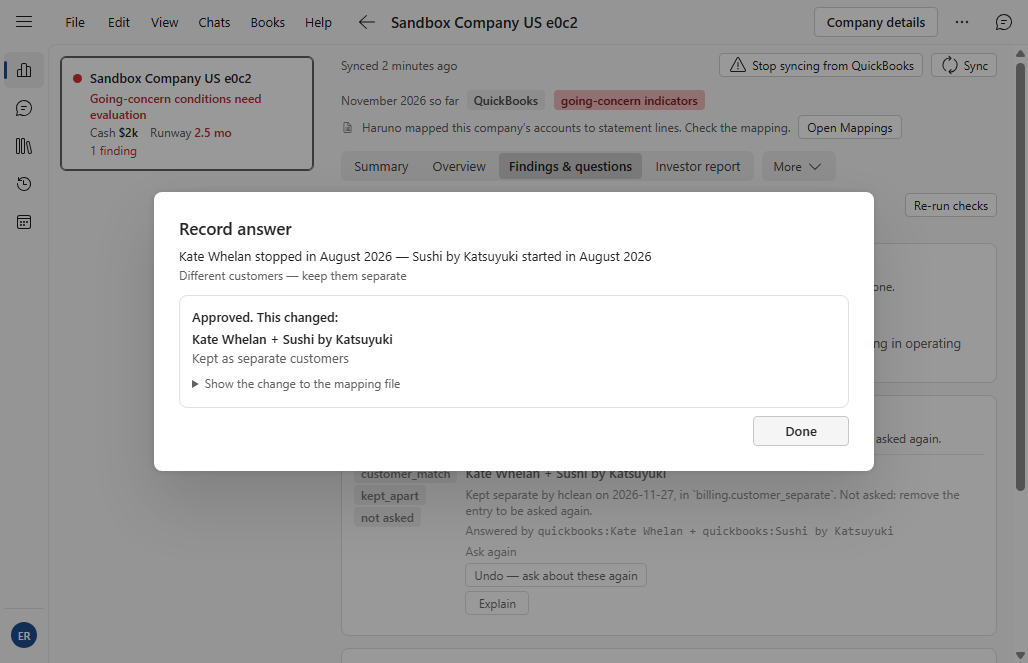 File Edit View Chats Books Help Sandbox Company US e0c2 Company details ...
Sandbox Company US e0c2
Going-concern conditions need
evaluation
Cash $2k Runway 2.5 mo
1 finding
Synced 2 minutes ago Stop syncing from QuickBooks Sync
November 2026 so far QuickBooks going-concern indicators
Haruno mapped this company's accounts to statement lines. Check the mapping. Open Mappings
Summary Overview Findings & questions Investor report More
Re-run checks
one.
ng in operating
Record answer
Kate Whelan stopped in August 2026 — Sushi by Katsuyuki started in August 2026
Different customers — keep them separate
Approved. This changed:
Kate Whelan + Sushi by Katsuyuki
Kept as separate customers
Show the change to the mapping file
Done
asked again.
customer_match Kate Whelan + Sushi by Katsuyuki
kept_apart
not asked
Kept separate by hclean on 2026-11-27, in `billing.customer_separate`. Not asked: remove the
entry to be asked again.
Answered by quickbooks:Kate Whelan + quickbooks:Sushi by Katsuyuki
Ask again
Undo — ask about these again
Explain
ER